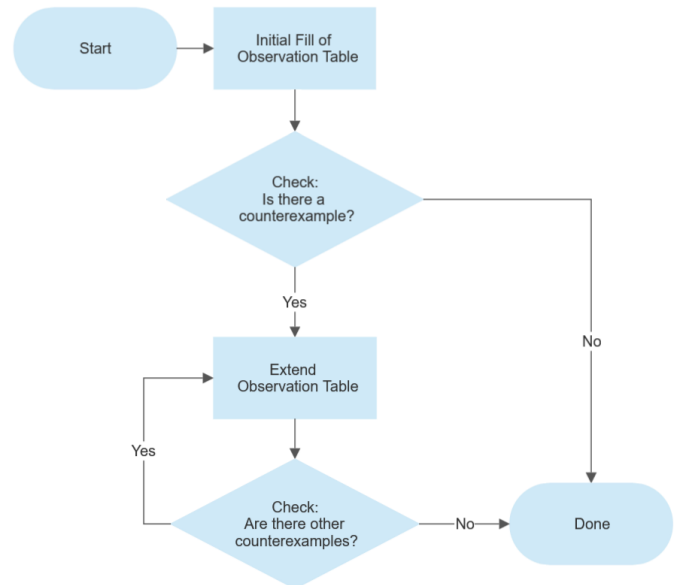 Start
Initial Fill of
Observation Table
Check:
Is there a
counterexample?
Yes
No
Extend
Observation Table
Yes
Check:
Are there other
counterexamples?
No
Done